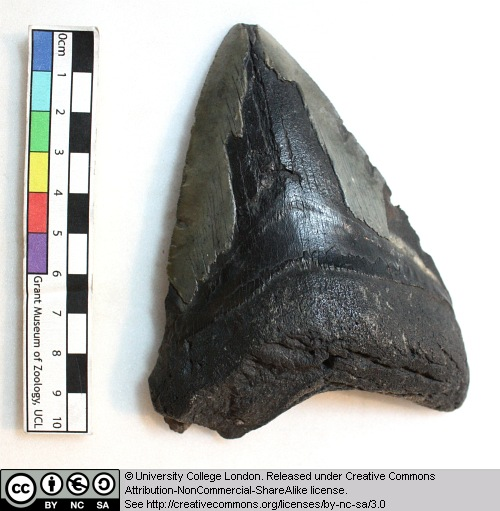 0cm
1
2
3
4
5
6
7
8
9
10
Grant Museum of Zoology, UCL
cc BY NC SA
© University College London. Released under Creative Commons
Attribution-NonCommercial-ShareAlike license.
See http://creativecommons.org/licenses/by-nc-sa/3.0